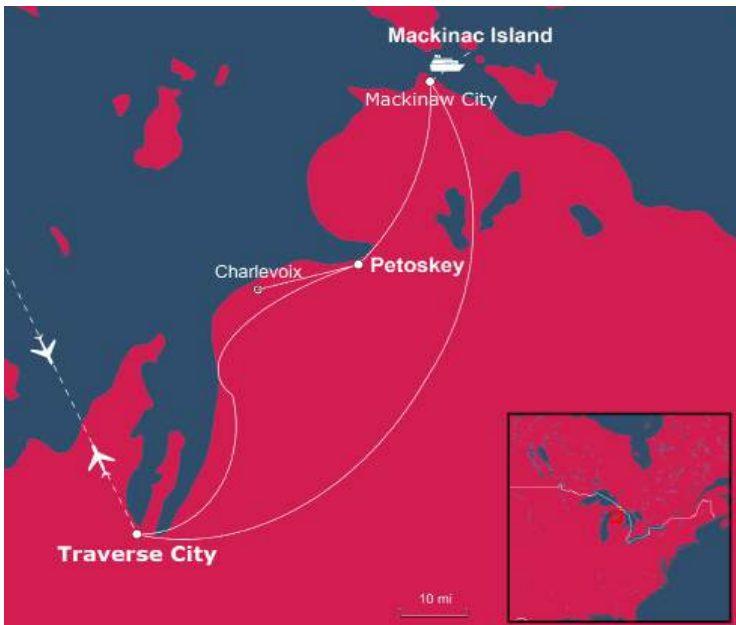 Mackinac Island
Mackinaw City
Charlevoix
Petoskey
Traverse City
10 mi